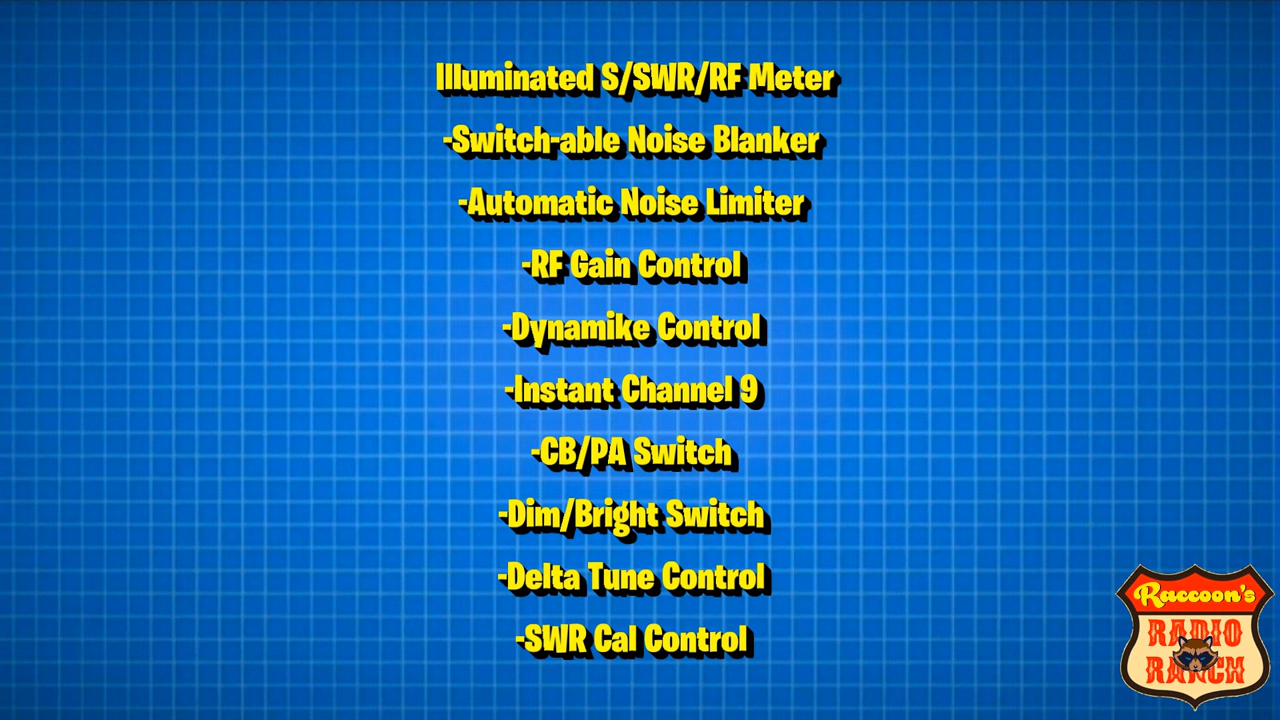 Illuminated S/SWR/RF Meter
-Switch-able Noise Blanker
-Automatic Noise Limiter
-RF Gain Control
-Dynamike Control
-Instant Channel 9
-CB/PA Switch
-Dim/Bright Switch
-Delta Tune Control
-SWR Cal Control
Raccoon's
RADIO
RANCH